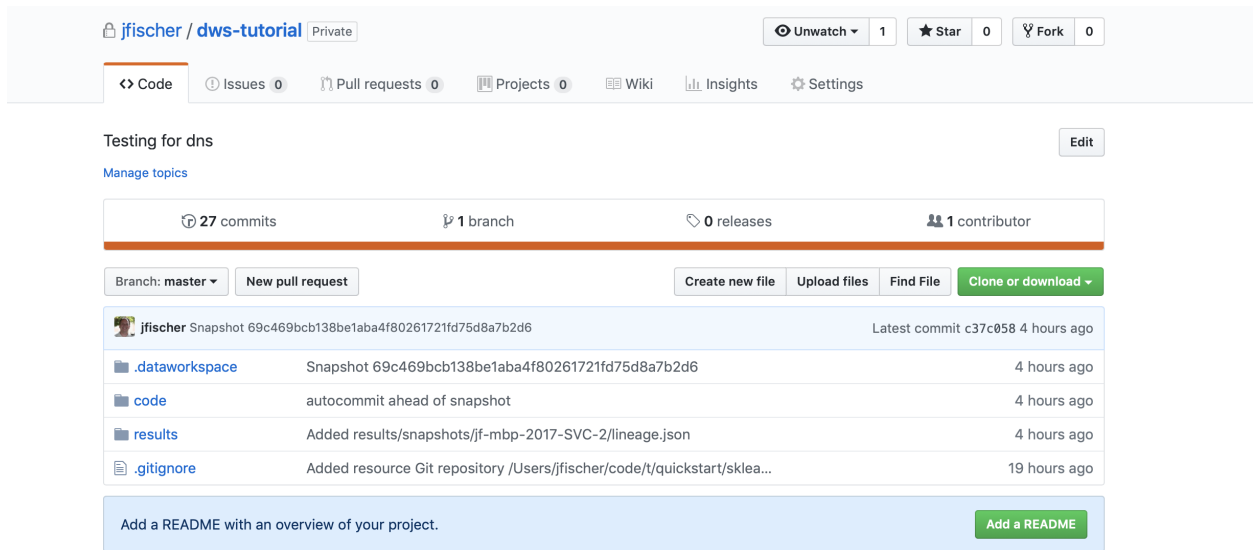 jfischer / dws-tutorial Private Unwatch 1 Star 0 Fork 0
Code Issues 0 Pull requests 0 Projects 0 Wiki Insights Settings
Testing for dns Edit
Manage topics
27 commits 1 branch 0 releases 1 contributor
Branch: master New pull request Create new file Upload files Find File Clone or download
jfischer Snapshot 69c469bcb138be1aba4f80261721fd75d8a7b2d6 Latest commit c37c058 4 hours ago
.dataworkspace Snapshot 69c469bcb138be1aba4f80261721fd75d8a7b2d6 4 hours ago
code autocommit ahead of snapshot 4 hours ago
results Added results/snapshots/jf-mbp-2017-SVC-2/lineage.json 4 hours ago
.gitignore Added resource Git repository /Users/jfischer/code/t/quickstart/sklea... 19 hours ago
Add a README with an overview of your project. Add a README